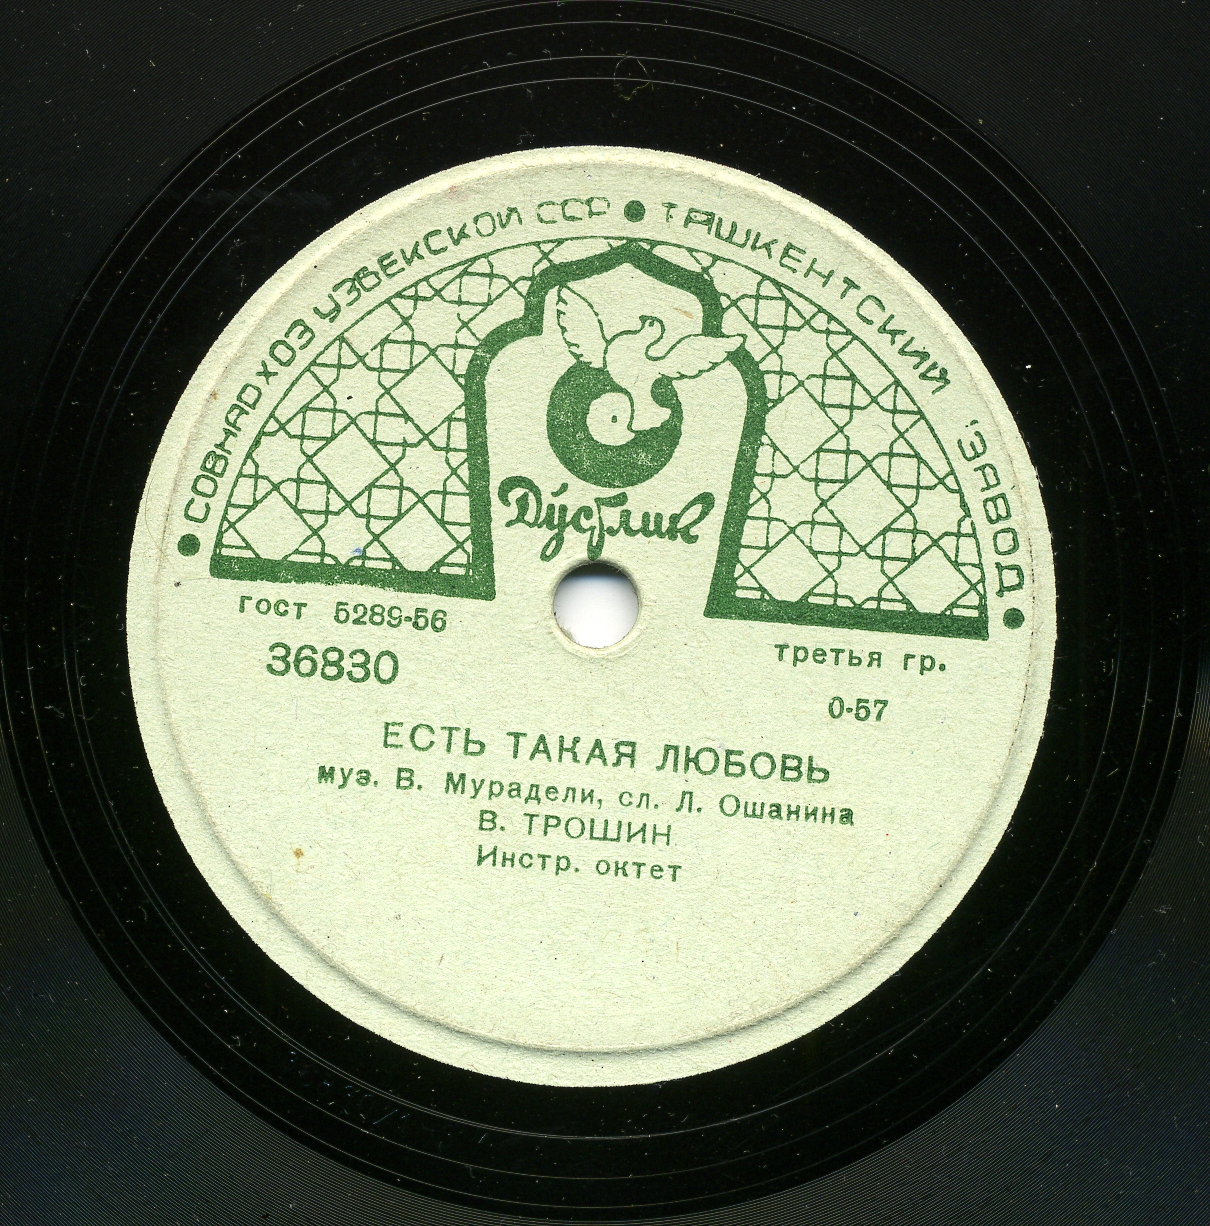 СОВНАРХОЗ УЗБЕКСКОЙ ССР • ТАШКЕНТСКИЙ ЗАВОД
Дўстлик
ГОСТ 5289-56
36830
третья гр.
0-57
ЕСТЬ ТАКАЯ ЛЮБОВЬ
муз. В. Мурадели, сл. Л. Ошанина
В. ТРОШИН
Инстр. октет